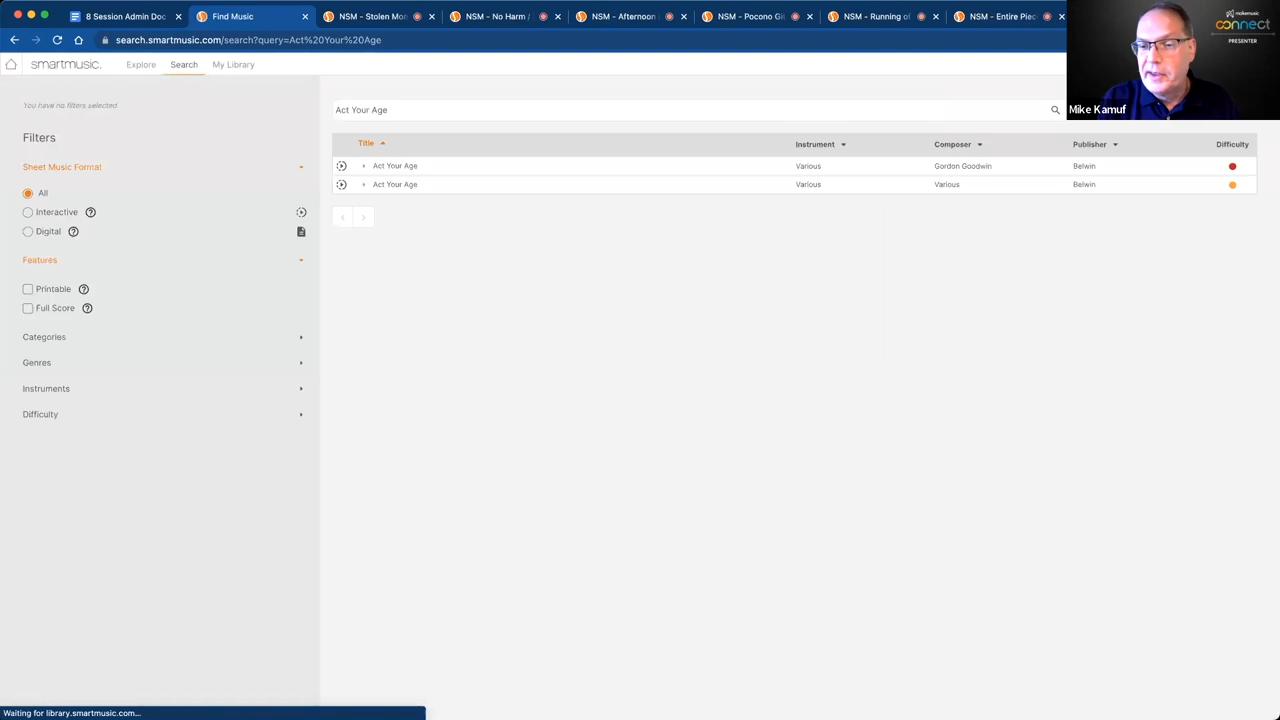 8 Session Admin Doc
Find Music
NSM - Stolen Mon
NSM - No Harm /
NSM - Afternoon
NSM - Pocono Gi
NSM - Running of
NSM - Entire Piec
search.smartmusic.com/search?query=Act%20Your%20Age
makemusic
connect
PRESENTER
Mike Kamuf
smartmusic.
Explore
Search
My Library
You have no filters selected
Filters
Sheet Music Format
All
Interactive
Digital
Features
Printable
Full Score
Categories
Genres
Instruments
Difficulty
Act Your Age
Title Instrument Composer Publisher Difficulty
Act Your Age Various Gordon Goodwin Belwin
Act Your Age Various Various Belwin
Waiting for library.smartmusic.com...